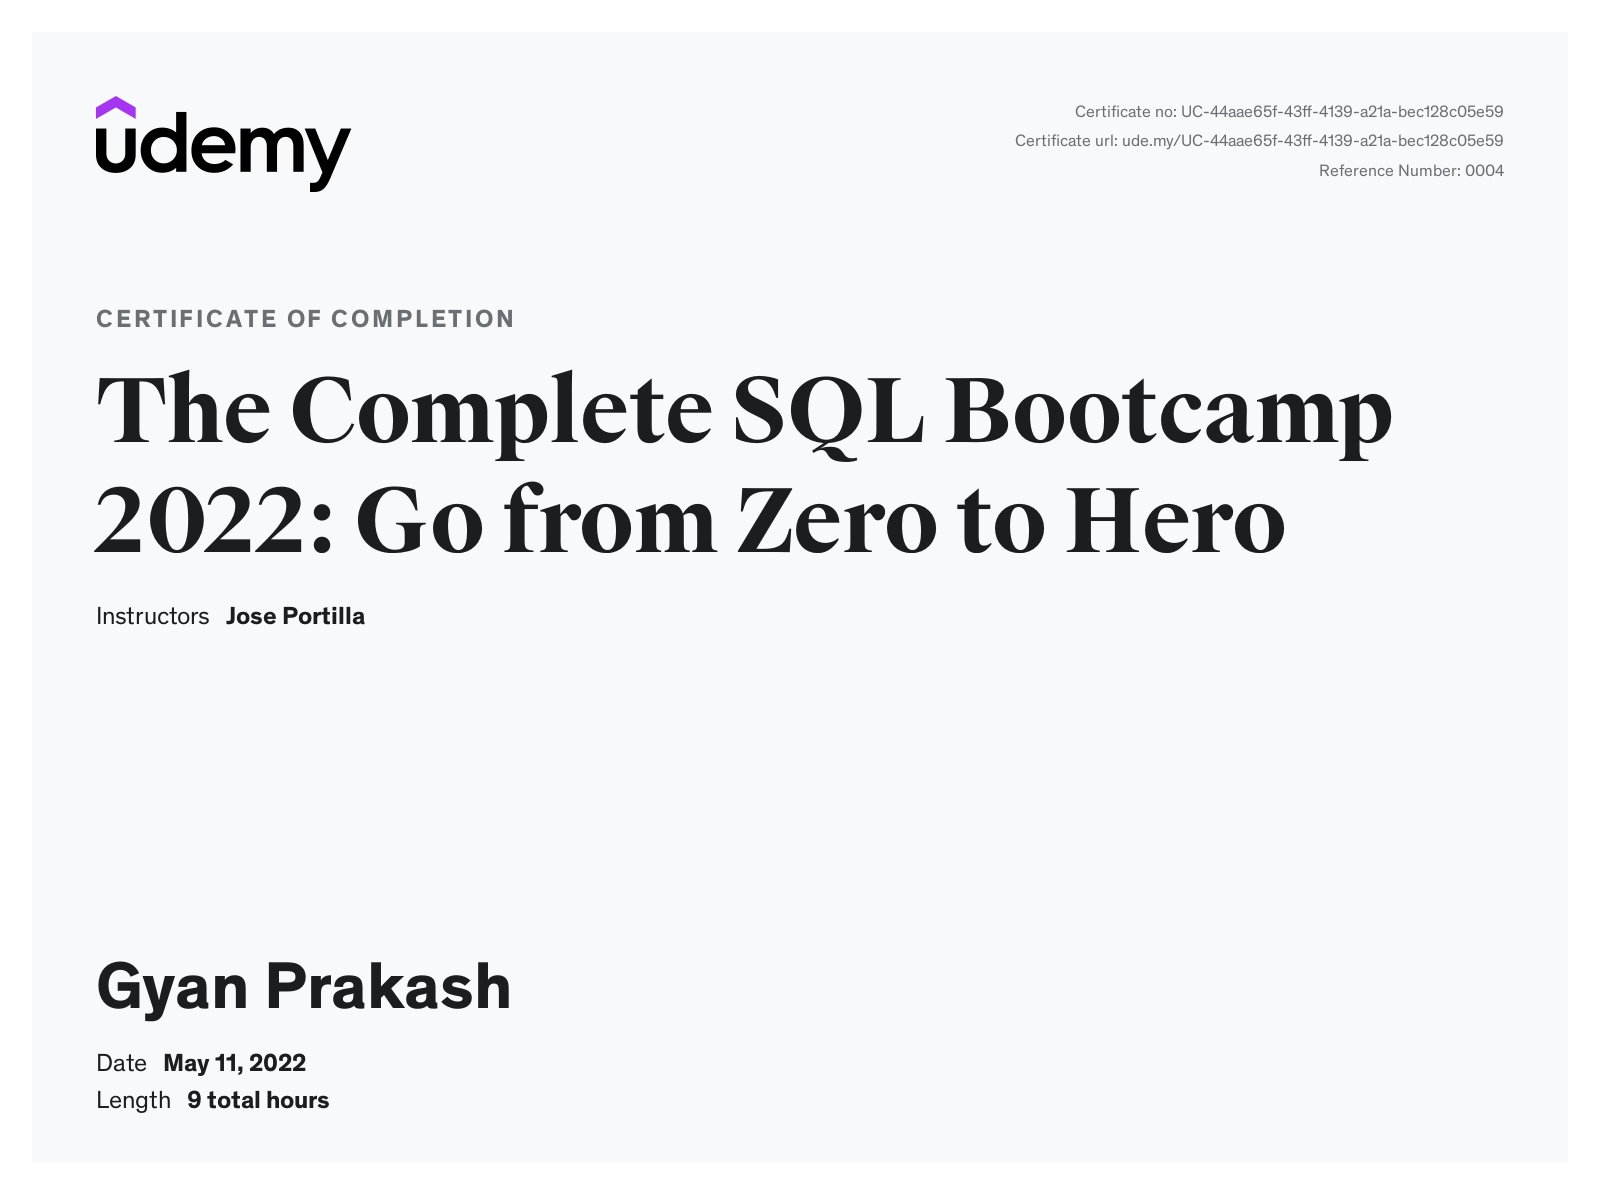 udemy
Certificate no: UC-44aae65f-43ff-4139-a21a-bec128c05e59
Certificate url: ude.my/UC-44aae65f-43ff-4139-a21a-bec128c05e59
Reference Number: 0004
CERTIFICATE OF COMPLETION
The Complete SQL Bootcamp
2022: Go from Zero to Hero
Instructors Jose Portilla
Gyan Prakash
Date May 11, 2022
Length 9 total hours